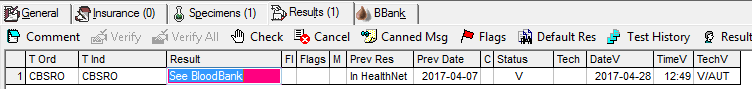 General Insurance (0) Specimens (1) Results (1) BBank
Comment Verify Verify All Check Cancel Canned Msg Flags Default Res Test History Result
T Ord T Ind Result Fl Flags M Prev Res Prev Date C Status Tech DateV TimeV TechV
1 CBSRO CBSRO See BloodBank In HealthNet 2017-04-07 V 2017-04-28 12:49 V/AUT